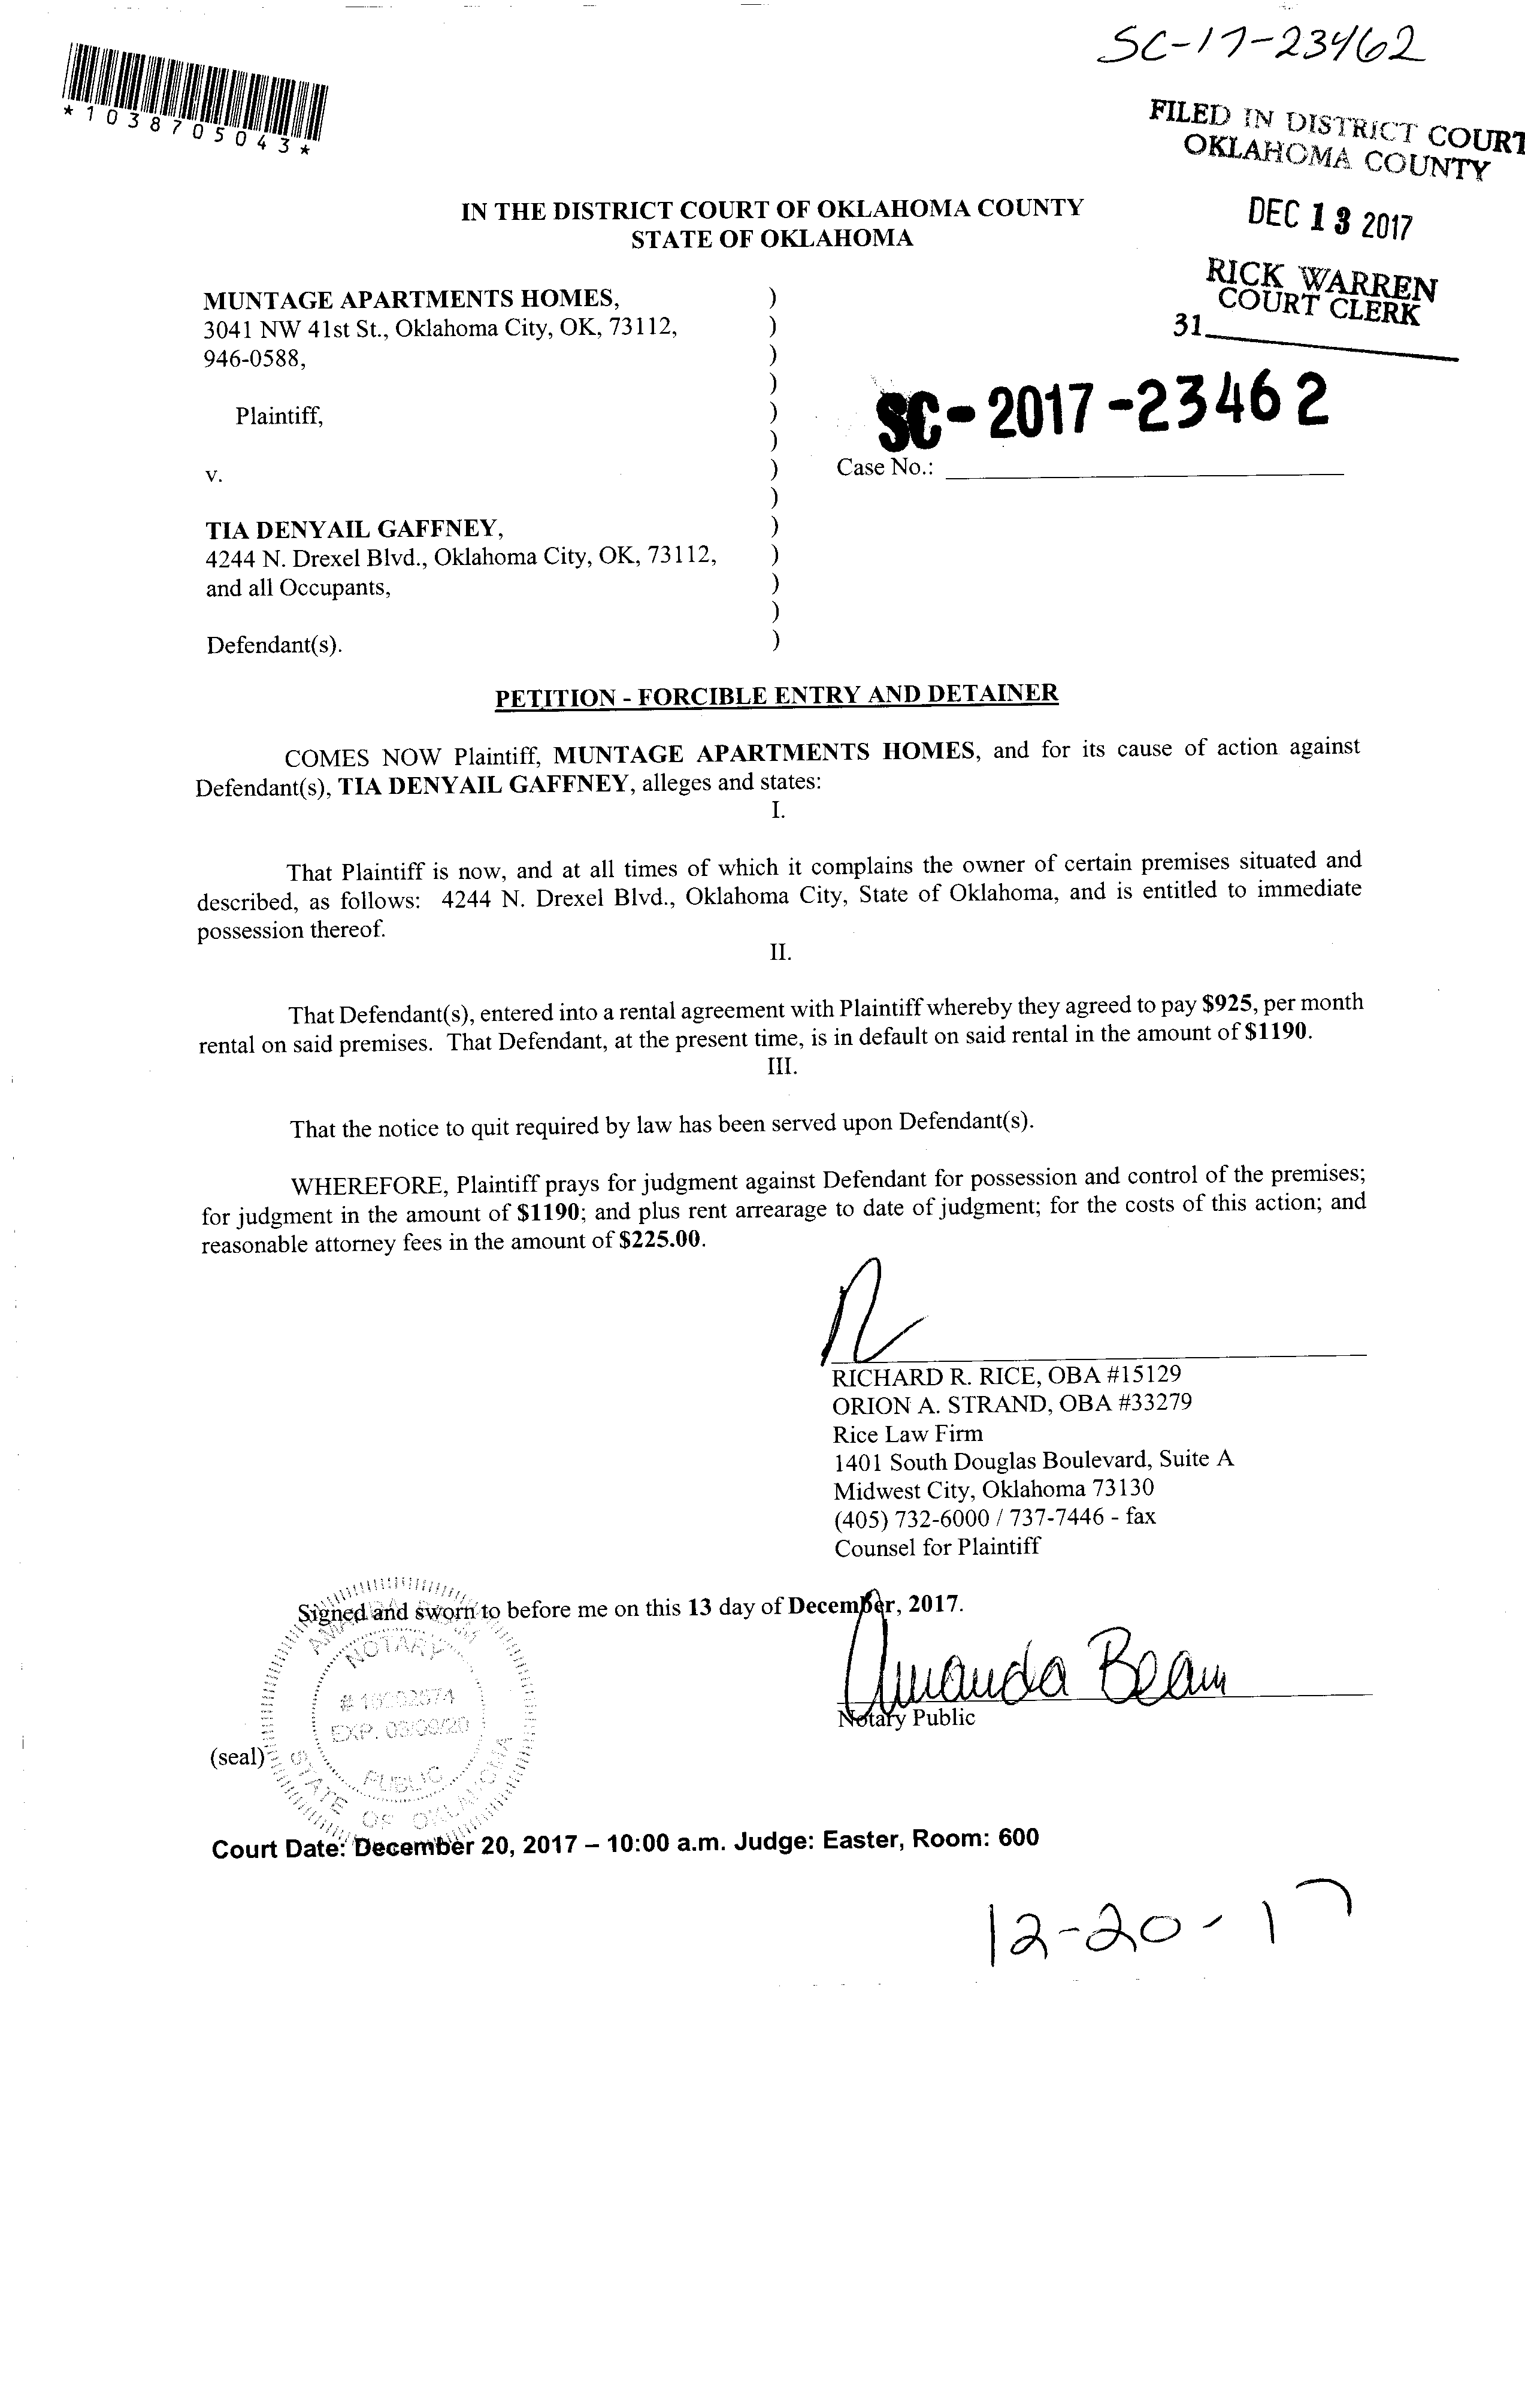 SC-17-23462
*1038705043*
FILED IN DISTRICT COURT
OKLAHOMA COUNTY
DEC 13 2017
RICK WARREN
COURT CLERK
31
IN THE DISTRICT COURT OF OKLAHOMA COUNTY
STATE OF OKLAHOMA
MUNTAGE APARTMENTS HOMES, )
3041 NW 41st St., Oklahoma City, OK, 73112, )
946-0588, )
)
Plaintiff, )
)
v. )
)
TIA DENYAIL GAFFNEY, )
4244 N. Drexel Blvd., Oklahoma City, OK, 73112, )
and all Occupants, )
)
Defendant(s). )
SC-2017-23462
Case No.:
PETITION - FORCIBLE ENTRY AND DETAINER
COMES NOW Plaintiff, MUNTAGE APARTMENTS HOMES, and for its cause of action against
Defendant(s), TIA DENYAIL GAFFNEY, alleges and states:
I.
That Plaintiff is now, and at all times of which it complains the owner of certain premises situated and
described, as follows: 4244 N. Drexel Blvd., Oklahoma City, State of Oklahoma, and is entitled to immediate
possession thereof.
II.
That Defendant(s), entered into a rental agreement with Plaintiff whereby they agreed to pay $925, per month
rental on said premises. That Defendant, at the present time, is in default on said rental in the amount of $1190.
III.
That the notice to quit required by law has been served upon Defendant(s).
WHEREFORE, Plaintiff prays for judgment against Defendant for possession and control of the premises;
for judgment in the amount of $1190; and plus rent arrearage to date of judgment; for the costs of this action; and
reasonable attorney fees in the amount of $225.00.
RICHARD R. RICE, OBA #15129
ORION A. STRAND, OBA #33279
Rice Law Firm
1401 South Douglas Boulevard, Suite A
Midwest City, Oklahoma 73130
(405) 732-6000 / 737-7446 - fax
Counsel for Plaintiff
Signed and sworn to before me on this 13 day of December, 2017.
Amanda Beam
Notary Public
NOTARY
EXP. 03/09/20
PUBLIC
STATE OF OKLAHOMA
(seal)
Court Date: December 20, 2017 – 10:00 a.m. Judge: Easter, Room: 600
12-20-17